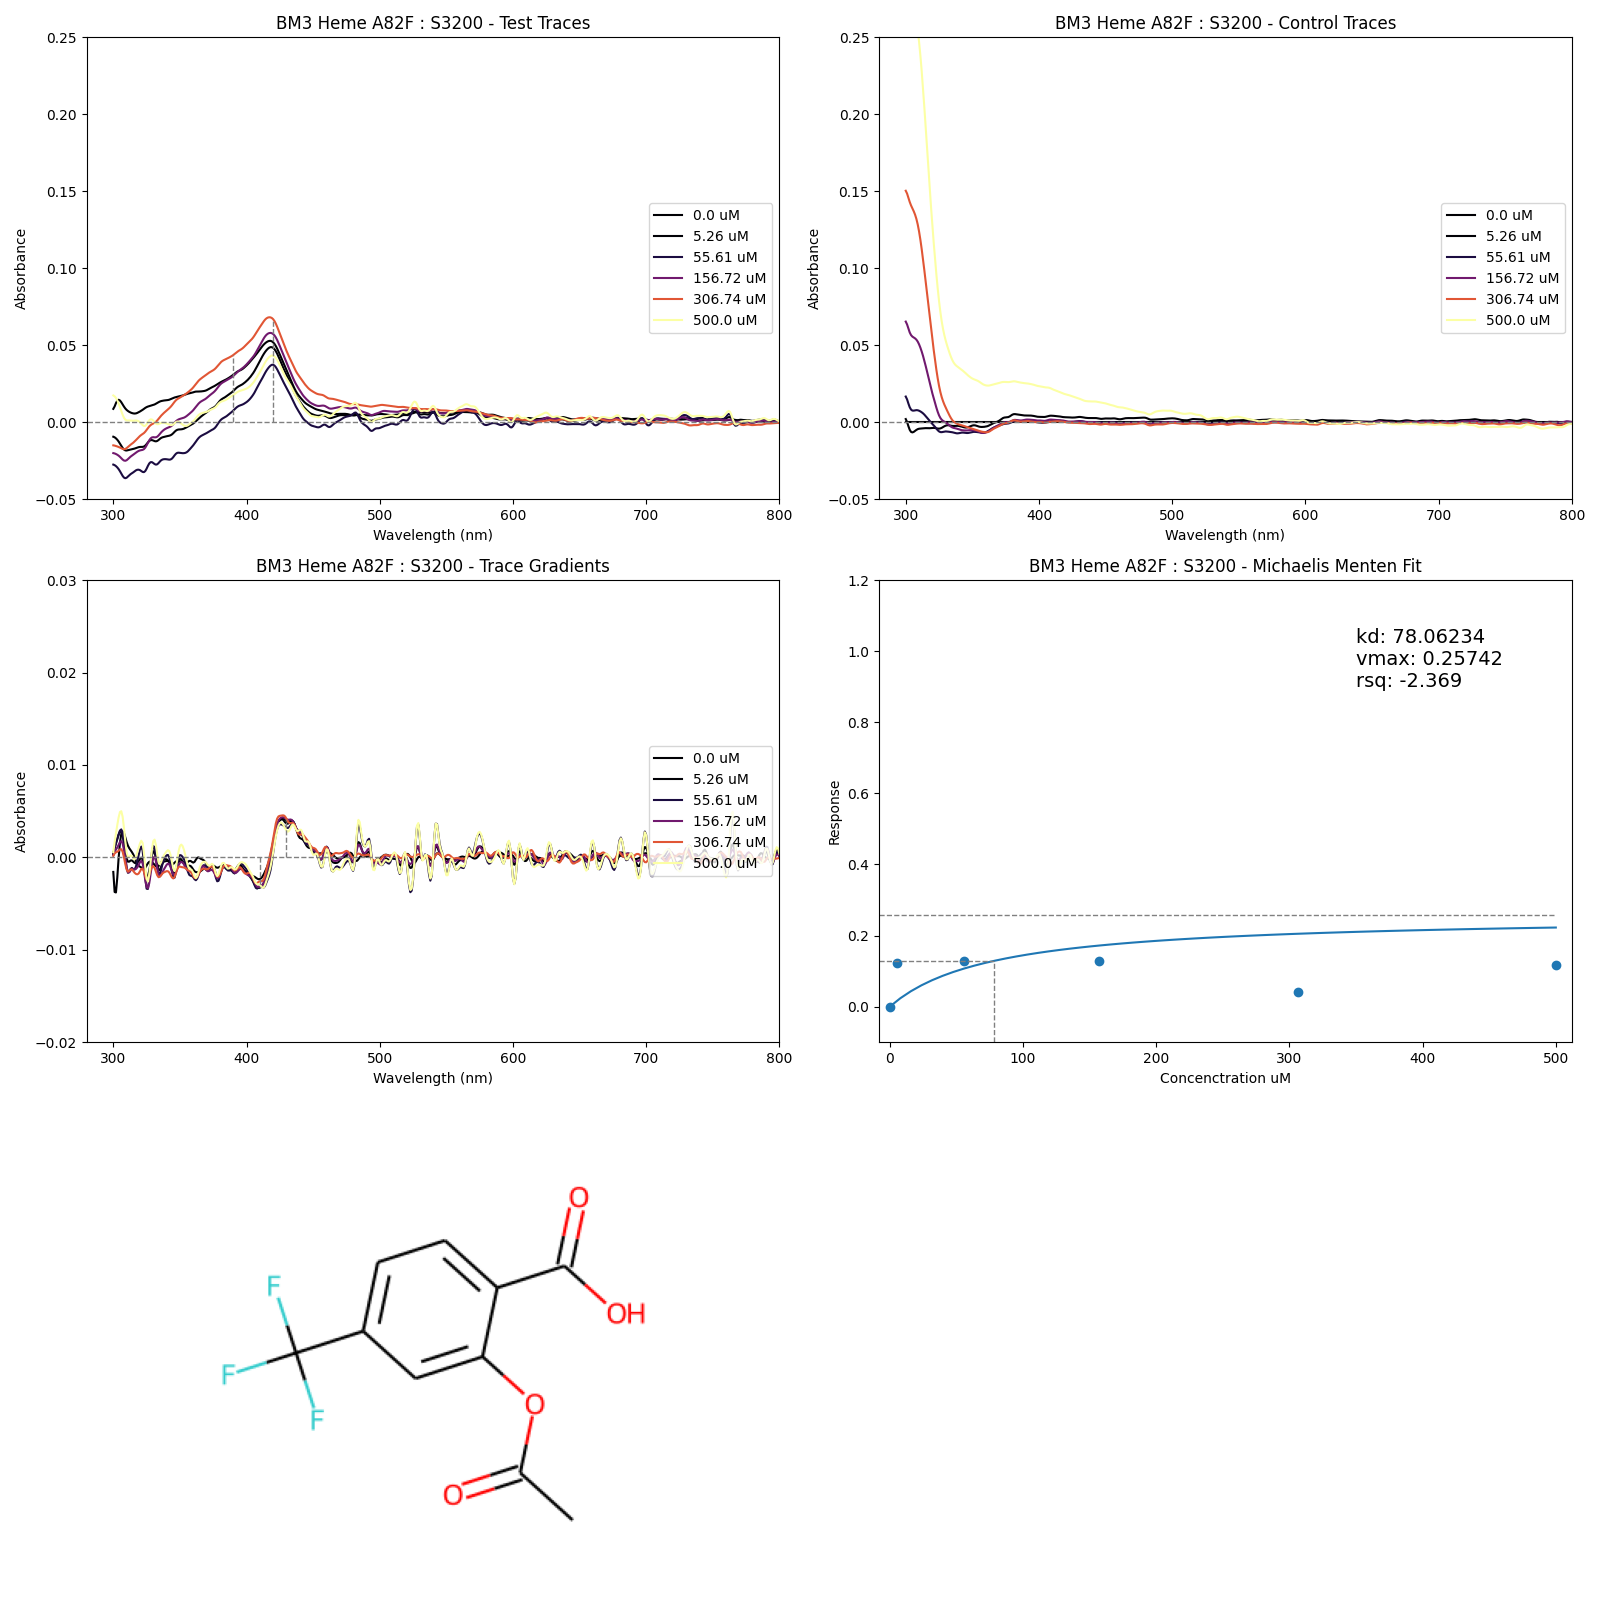 BM3 Heme A82F : S3200 - Test Traces
0.25
0.20
0.15
0.10
0.05
0.00
−0.05
Absorbance
300 400 500 600 700 800
Wavelength (nm)
0.0 uM
5.26 uM
55.61 uM
156.72 uM
306.74 uM
500.0 uM
BM3 Heme A82F : S3200 - Control Traces
0.25
0.20
0.15
0.10
0.05
0.00
−0.05
Absorbance
300 400 500 600 700 800
Wavelength (nm)
0.0 uM
5.26 uM
55.61 uM
156.72 uM
306.74 uM
500.0 uM
BM3 Heme A82F : S3200 - Trace Gradients
0.03
0.02
0.01
0.00
−0.01
−0.02
Absorbance
300 400 500 600 700 800
Wavelength (nm)
0.0 uM
5.26 uM
55.61 uM
156.72 uM
306.74 uM
500.0 uM
BM3 Heme A82F : S3200 - Michaelis Menten Fit
1.2
1.0
0.8
0.6
0.4
0.2
0.0
Response
0 100 200 300 400 500
Concenctration uM
kd: 78.06234
vmax: 0.25742
rsq: -2.369
O
F
OH
F
F
O
O